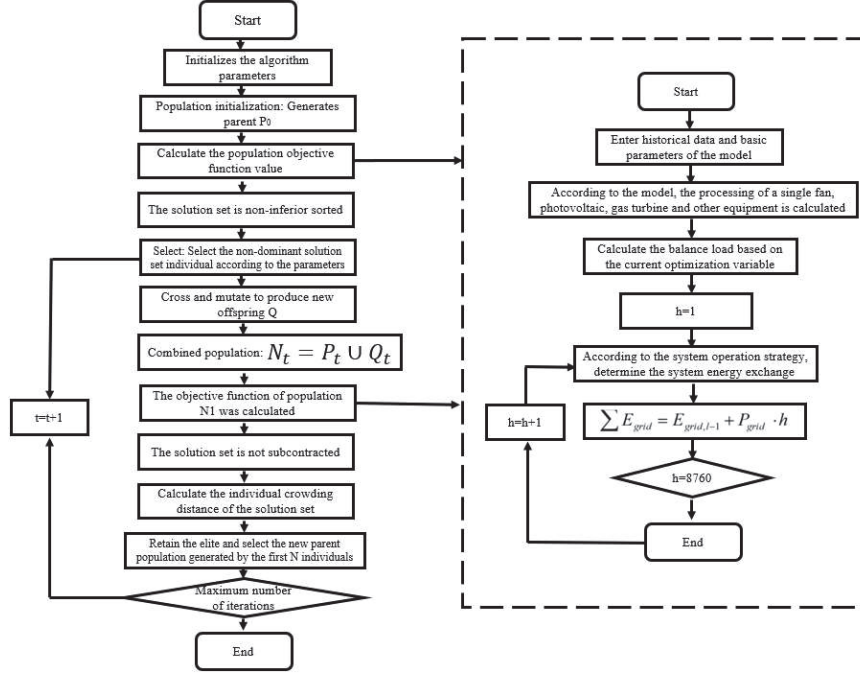 Start
Initializes the algorithm
parameters
Population initialization: Generates
parent P0
Calculate the population objective
function value
The solution set is non-inferior sorted
Select: Select the non-dominant solution
set individual according to the parameters
Cross and mutate to produce new
offspring Q
Combined population: N_t = P_t ∪ Q_t
The objective function of population
N1 was calculated
t=t+1
The solution set is not subcontracted
Calculate the individual crowding
distance of the solution set
Retain the elite and select the new parent
population generated by the first N individuals
Maximum number
of iterations
End
Start
Enter historical data and basic
parameters of the model
According to the model, the processing of a single fan,
photovoltaic, gas turbine and other equipment is calculated
Calculate the balance load based on
the current optimization variable
h=1
According to the system operation strategy,
determine the system energy exchange
h=h+1
∑ E_grid = E_grid,l−1 + P_grid · h
h=8760
End